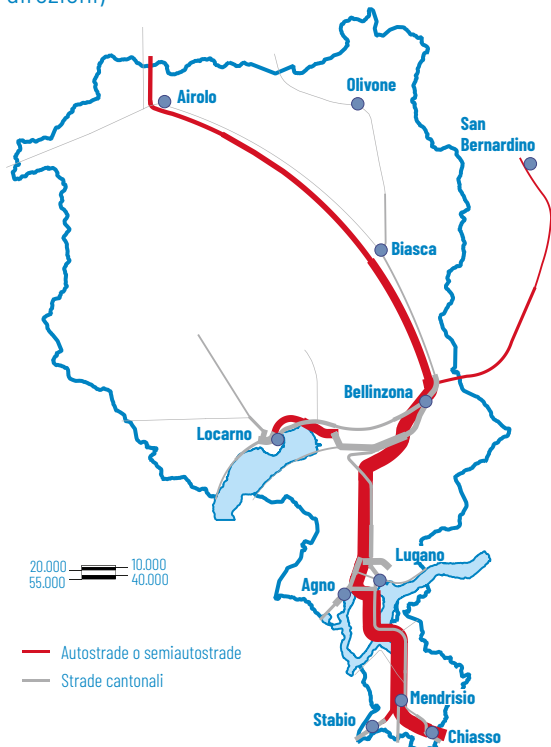 direzioni)
Airolo
Olivone
San
Bernardino
Biasca
Bellinzona
Locarno
20.000 10.000
55.000 40.000
Lugano
Agno
Autostrade o semiautostrade
Strade cantonali
Mendrisio
Stabio
Chiasso